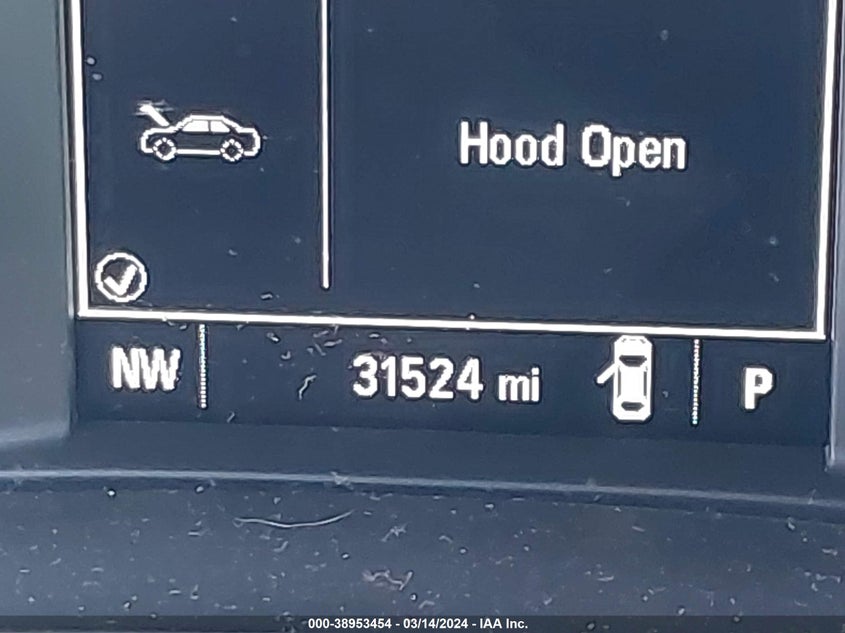 Hood Open
NW 31524 mi P
000-38953454 - 03/14/2024 - IAA Inc.